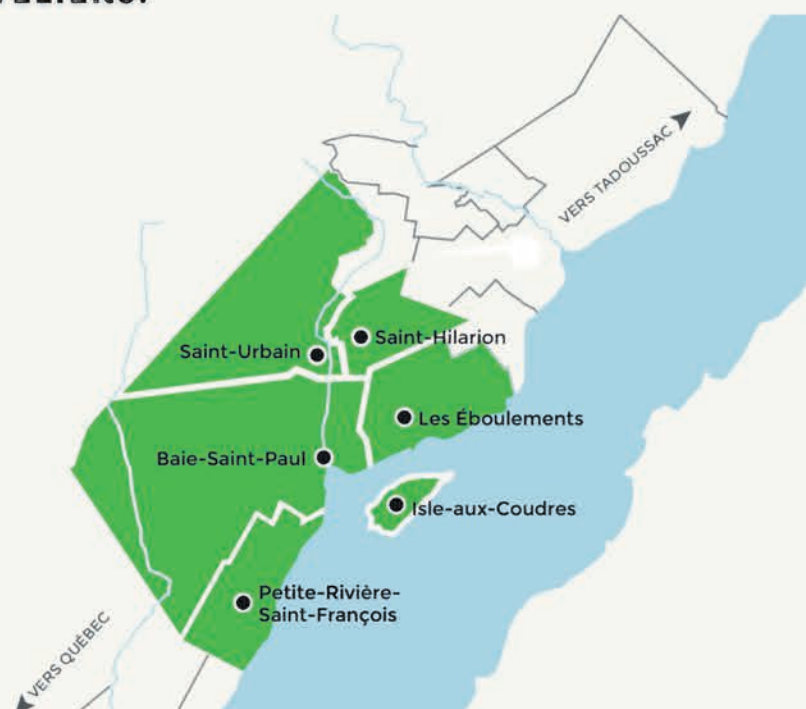 VERS TADOUSSAC
Saint-Hilarion
Saint-Urbain
Les Éboulements
Baie-Saint-Paul
Isle-aux-Coudres
Petite-Rivière-
Saint-François
VERS QUÉBEC